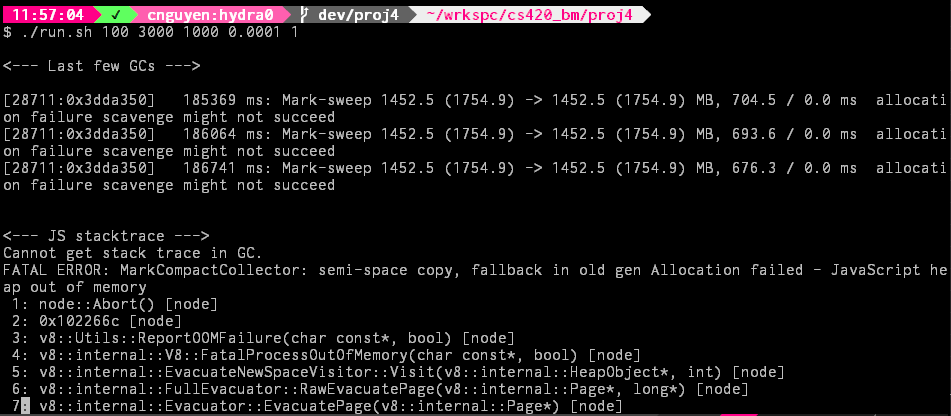 11:57:04 ✓ cnguyen:hydra0 dev/proj4 ~/wrkspc/cs420_bm/proj4
$ ./run.sh 100 3000 1000 0.0001 1
<--- Last few GCs --->
[28711:0x3dda350]   185369 ms: Mark-sweep 1452.5 (1754.9) -> 1452.5 (1754.9) MB, 704.5 / 0.0 ms  allocati
on failure scavenge might not succeed
[28711:0x3dda350]   186064 ms: Mark-sweep 1452.5 (1754.9) -> 1452.5 (1754.9) MB, 693.6 / 0.0 ms  allocati
on failure scavenge might not succeed
[28711:0x3dda350]   186741 ms: Mark-sweep 1452.5 (1754.9) -> 1452.5 (1754.9) MB, 676.3 / 0.0 ms  allocati
on failure scavenge might not succeed
<--- JS stacktrace --->
Cannot get stack trace in GC.
FATAL ERROR: MarkCompactCollector: semi-space copy, fallback in old gen Allocation failed - JavaScript he
ap out of memory
 1: node::Abort() [node]
 2: 0x102266c [node]
 3: v8::Utils::ReportOOMFailure(char const*, bool) [node]
 4: v8::internal::V8::FatalProcessOutOfMemory(char const*, bool) [node]
 5: v8::internal::EvacuateNewSpaceVisitor::Visit(v8::internal::HeapObject*, int) [node]
 6: v8::internal::FullEvacuator::RawEvacuatePage(v8::internal::Page*, long*) [node]
 7: v8::internal::Evacuator::EvacuatePage(v8::internal::Page*) [node]